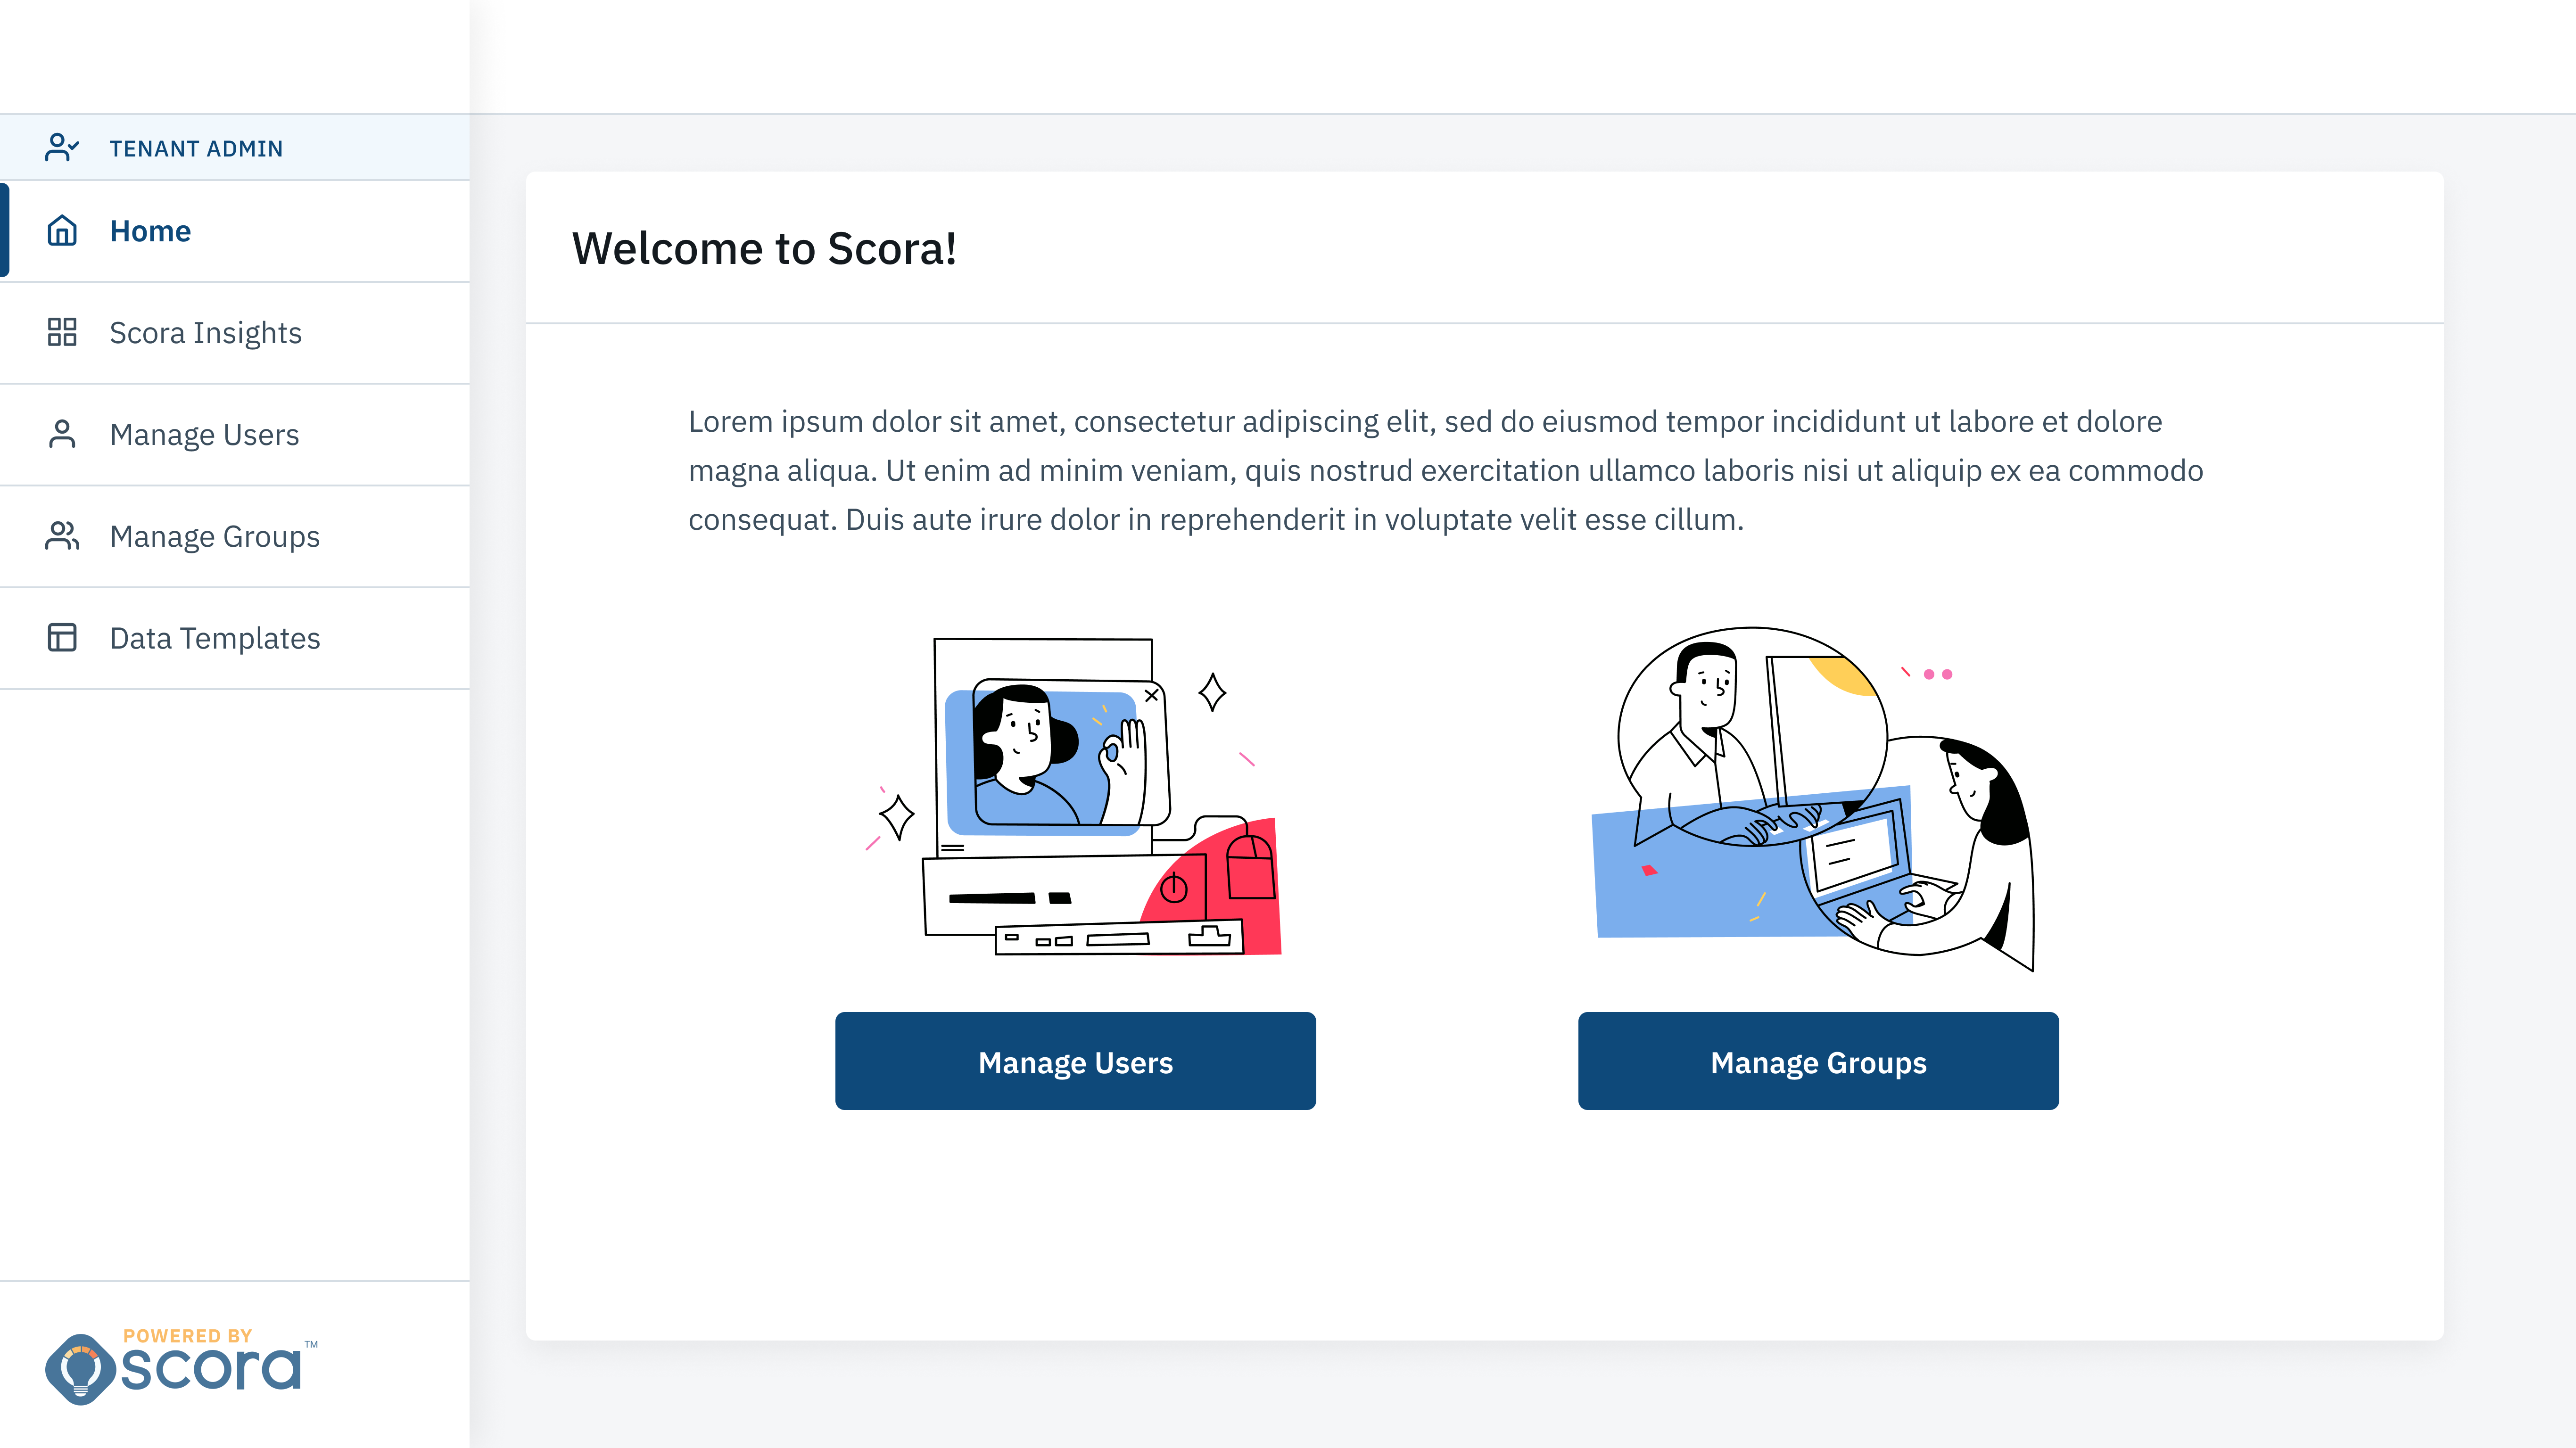 TENANT ADMIN
Home
Scora Insights
Manage Users
Manage Groups
Data Templates
POWERED BY
scora™
Welcome to Scora!
Lorem ipsum dolor sit amet, consectetur adipiscing elit, sed do eiusmod tempor incididunt ut labore et dolore
magna aliqua. Ut enim ad minim veniam, quis nostrud exercitation ullamco laboris nisi ut aliquip ex ea commodo
consequat. Duis aute irure dolor in reprehenderit in voluptate velit esse cillum.
Manage Users
Manage Groups